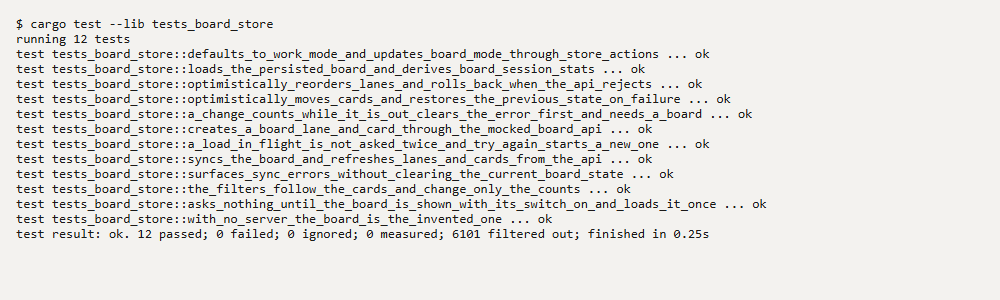 $ cargo test --lib tests_board_store
running 12 tests
test tests_board_store::defaults_to_work_mode_and_updates_board_mode_through_store_actions ... ok
test tests_board_store::loads_the_persisted_board_and_derives_board_session_stats ... ok
test tests_board_store::optimistically_reorders_lanes_and_rolls_back_when_the_api_rejects ... ok
test tests_board_store::optimistically_moves_cards_and_restores_the_previous_state_on_failure ... ok
test tests_board_store::a_change_counts_while_it_is_out_clears_the_error_first_and_needs_a_board ... ok
test tests_board_store::creates_a_board_lane_and_card_through_the_mocked_board_api ... ok
test tests_board_store::a_load_in_flight_is_not_asked_twice_and_try_again_starts_a_new_one ... ok
test tests_board_store::syncs_the_board_and_refreshes_lanes_and_cards_from_the_api ... ok
test tests_board_store::surfaces_sync_errors_without_clearing_the_current_board_state ... ok
test tests_board_store::the_filters_follow_the_cards_and_change_only_the_counts ... ok
test tests_board_store::asks_nothing_until_the_board_is_shown_with_its_switch_on_and_loads_it_once ... ok
test tests_board_store::with_no_server_the_board_is_the_invented_one ... ok
test result: ok. 12 passed; 0 failed; 0 ignored; 0 measured; 6101 filtered out; finished in 0.25s